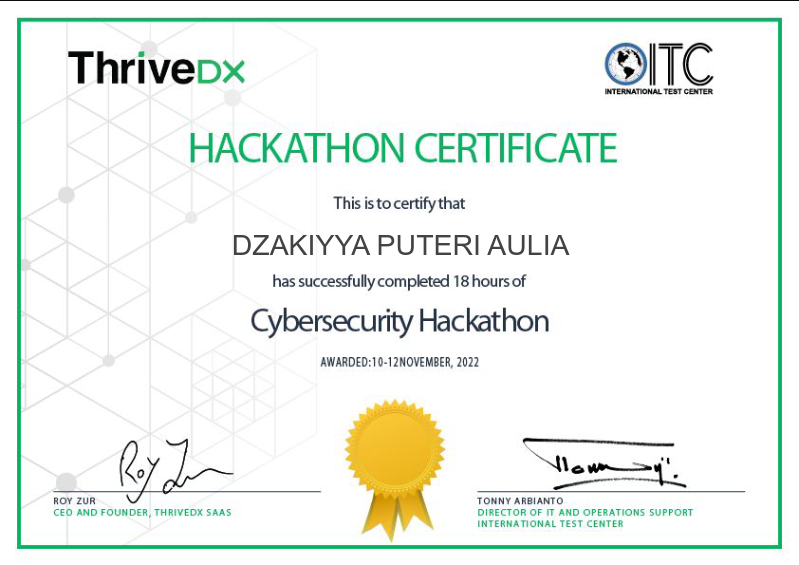 ThriveDX
ITC
INTERNATIONAL TEST CENTER
HACKATHON CERTIFICATE
This is to certify that
DZAKIYYA PUTERI AULIA
has successfully completed 18 hours of
Cybersecurity Hackathon
AWARDED:10-12NOVEMBER, 2022
Roy Zur
ROY ZUR
CEO AND FOUNDER, THRIVEDX SAAS
TONNY ARBIANTO
DIRECTOR OF IT AND OPERATIONS SUPPORT
INTERNATIONAL TEST CENTER